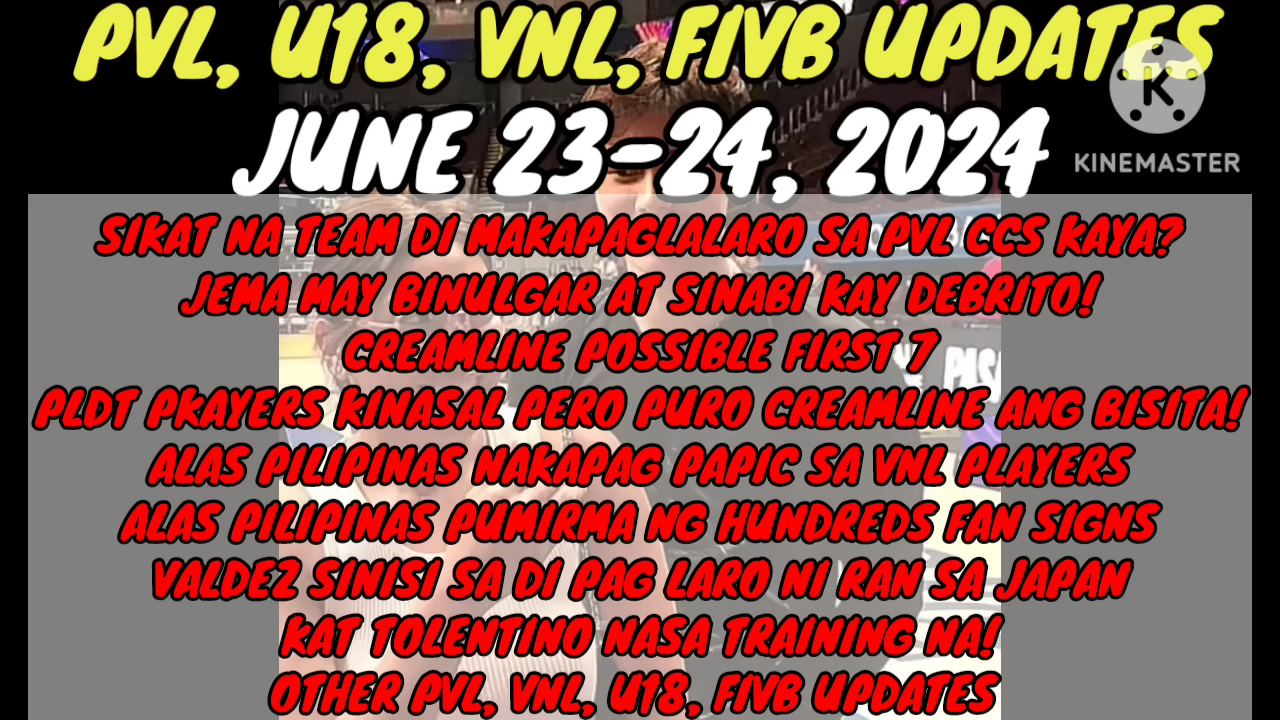 PVL, U18, VNL, FIVB UPDATES
JUNE 23-24, 2024
K
KINEMASTER
SIKAT NA TEAM DI MAKAPAGLALARO SA PVL CCS KAYA?
JEMA MAY BINULGAR AT SINABI KAY DEBRITO!
CREAMLINE POSSIBLE FIRST 7
PLDT PKAYERS KINASAL PERO PURO CREAMLINE ANG BISITA!
ALAS PILIPINAS NAKAPAG PAPIC SA VNL PLAYERS
ALAS PILIPINAS PUMIRMA NG HUNDREDS FAN SIGNS
VALDEZ SINISI SA DI PAG LARO NI RAN SA JAPAN
KAT TOLENTINO NASA TRAINING NA!
OTHER PVL, VNL, U18, FIVB UPDATES